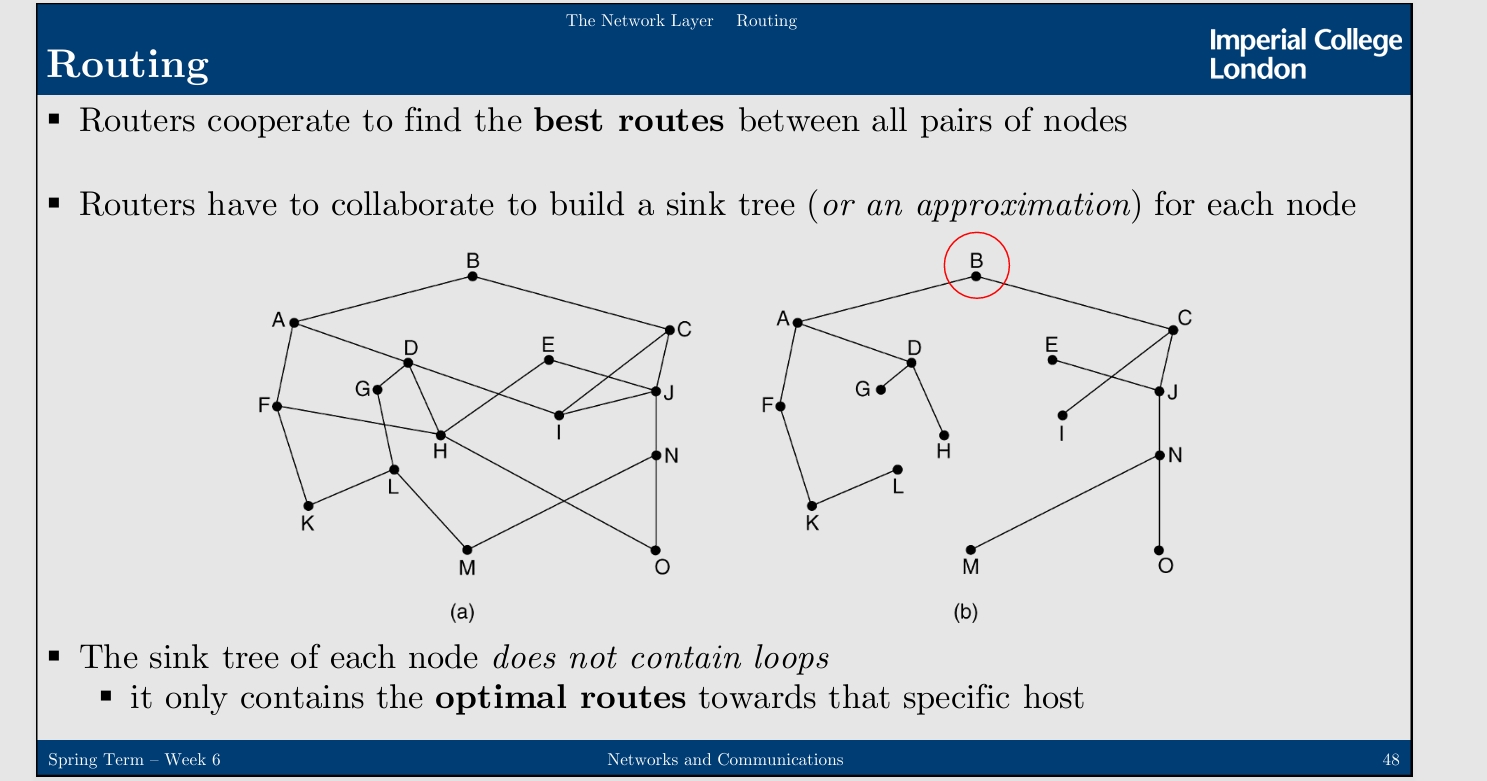 The Network Layer Routing
Routing
Imperial College
London
▪ Routers cooperate to find the best routes between all pairs of nodes
▪ Routers have to collaborate to build a sink tree (or an approximation) for each node
B
A
C
D
E
G
J
F
I
H
N
L
K
M
O
(a)
B
A
C
D
E
G
J
F
I
H
N
L
K
M
O
(b)
▪ The sink tree of each node does not contain loops
▪ it only contains the optimal routes towards that specific host
Spring Term – Week 6
Networks and Communications
48